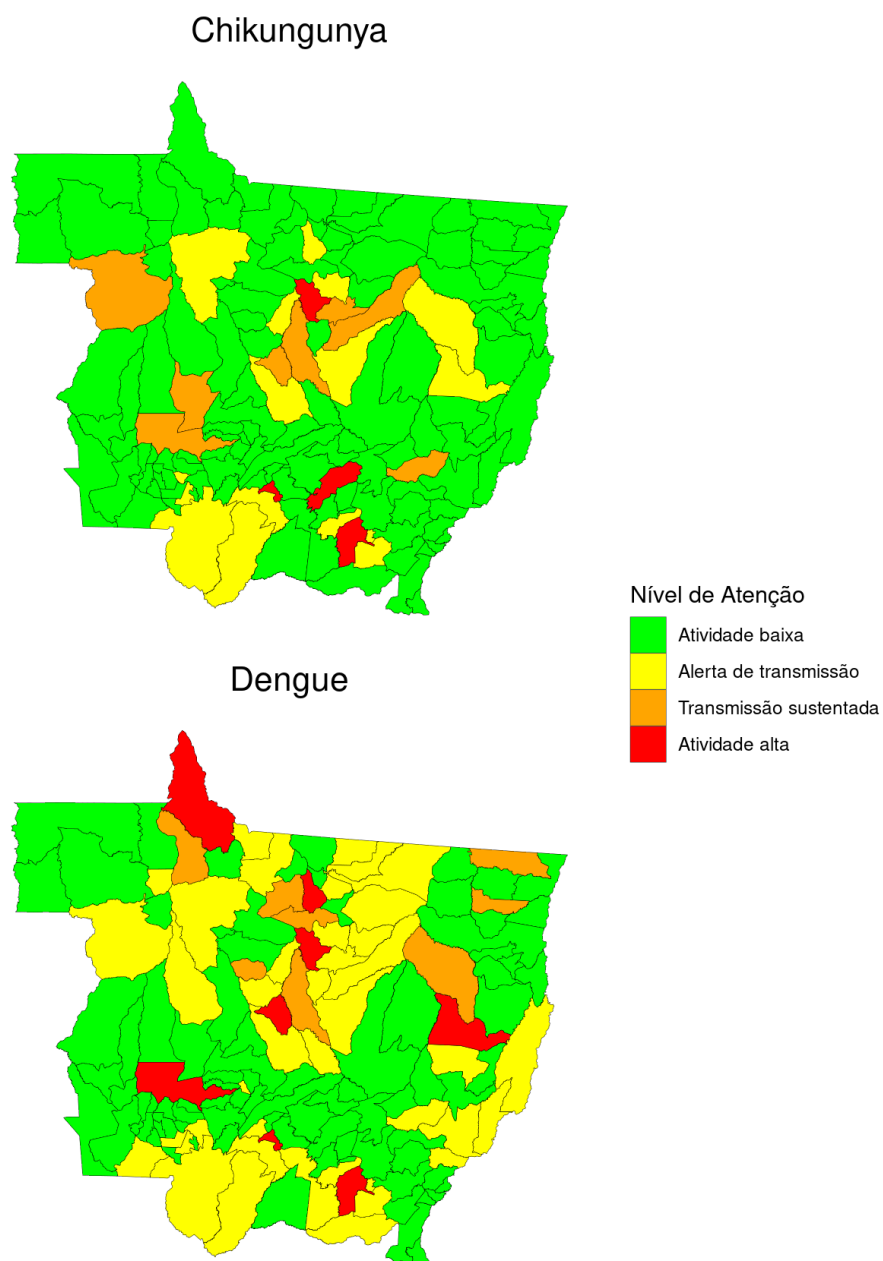 Chikungunya
Nível de Atenção
Atividade baixa
Alerta de transmissão
Transmissão sustentada
Atividade alta
Dengue